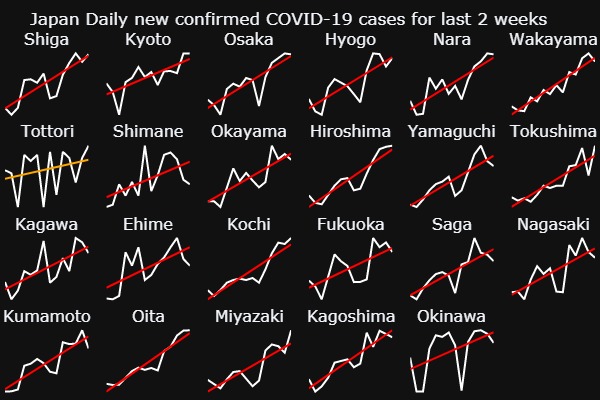 Japan Daily new confirmed COVID-19 cases for last 2 weeks
Shiga Kyoto Osaka Hyogo Nara Wakayama
Tottori Shimane Okayama Hiroshima Yamaguchi Tokushima
Kagawa Ehime Kochi Fukuoka Saga Nagasaki
Kumamoto Oita Miyazaki Kagoshima Okinawa